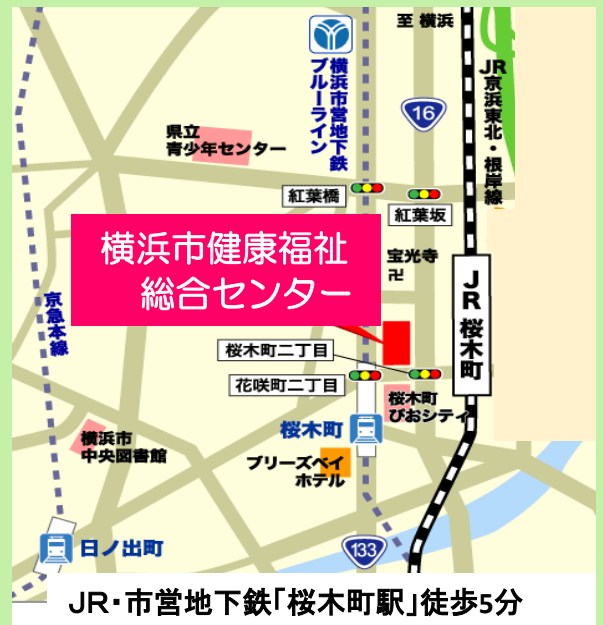 至 横浜
横浜市営地下鉄
ブルーライン
16
JR京浜東北・根岸線
県立
青少年センター
紅葉橋
紅葉坂
横浜市健康福祉
総合センター
宝光寺
卍
京急本線
JR 桜木町
桜木町二丁目
花咲町二丁目
桜木町
ぴおシティ
桜木町
横浜市
中央図書館
ブリーズベイ
ホテル
日ノ出町
133
JR・市営地下鉄「桜木町駅」徒歩5分